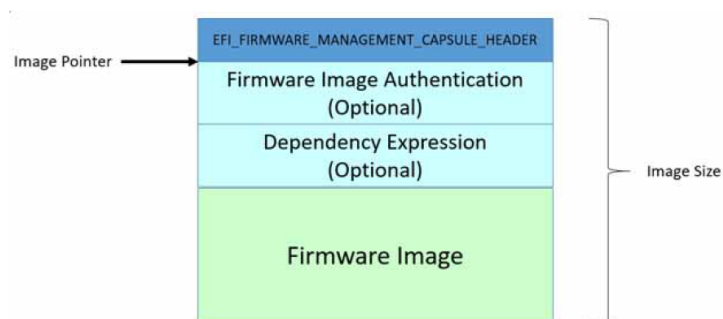 EFI_FIRMWARE_MANAGEMENT_CAPSULE_HEADER
Image Pointer
Firmware Image Authentication
(Optional)
Dependency Expression
(Optional)
Image Size
Firmware Image